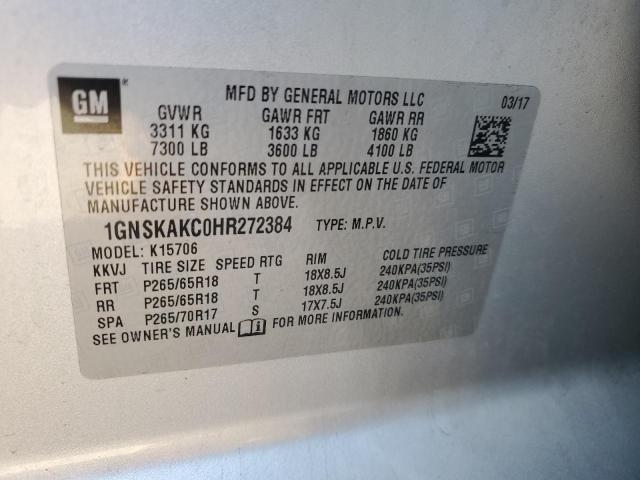 GM
MFD BY GENERAL MOTORS LLC 03/17
GVWR GAWR FRT GAWR RR
3311 KG 1633 KG 1860 KG
7300 LB 3600 LB 4100 LB
THIS VEHICLE CONFORMS TO ALL APPLICABLE U.S. FEDERAL MOTOR
VEHICLE SAFETY STANDARDS IN EFFECT ON THE DATE OF
MANUFACTURE SHOWN ABOVE.
1GNSKAKC0HR272384 TYPE: M.P.V.
MODEL: K15706
KKVJ TIRE SIZE SPEED RTG RIM COLD TIRE PRESSURE
FRT P265/65R18 T 18X8.5J 240KPA(35PSI)
RR P265/65R18 T 18X8.5J 240KPA(35PSI)
SPA P265/70R17 S 17X7.5J 240KPA(35PSI)
SEE OWNER'S MANUAL FOR MORE INFORMATION.